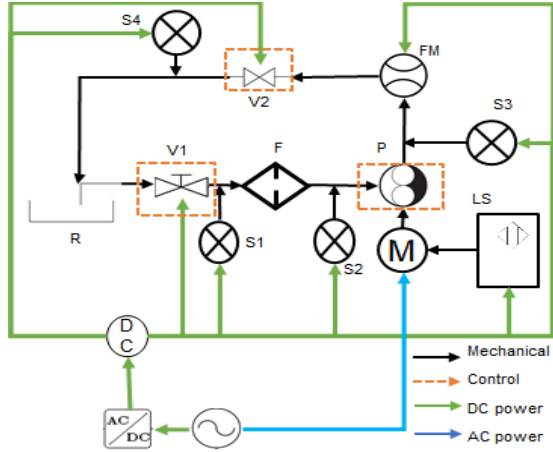 S4
FM
V2
S3
V1
F
P
LS
R
S1
S2
M
D
C
AC
DC
Mechanical
Control
DC power
AC power